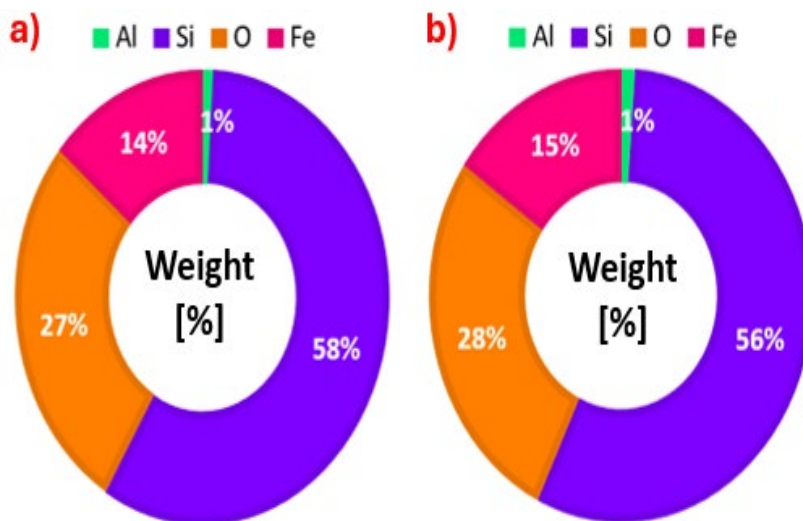 a)
Al Si O Fe
1%
14%
27%
58%
Weight
[%]
b)
Al Si O Fe
1%
15%
28%
56%
Weight
[%]